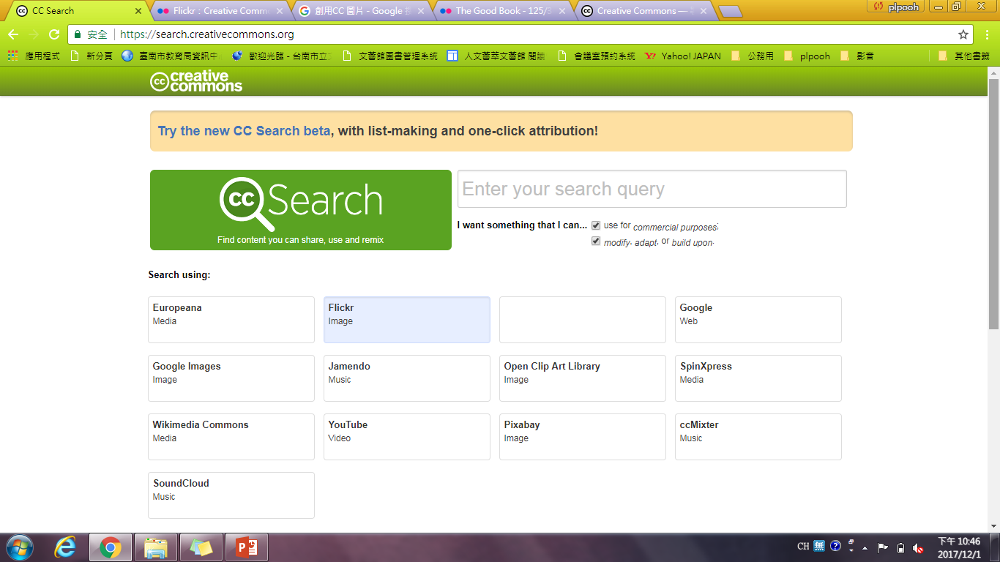 CC Search
Flickr：Creative Comm
創用CC 圖片 - Google
The Good Book - 125/3
Creative Commons —
plpooh
安全
https://search.creativecommons.org
應用程式
新分頁
臺南市教育局資訊中
歡迎光臨 - 台南市立
文薈館圖書管理系統
人文薈萃文薈館 閱讀
會議室預約系統
Yahoo! JAPAN
公務用
plpooh
影音
其他書籤
cc creative commons
Try the new CC Search beta, with list-making and one-click attribution!
cc Search
Find content you can share, use and remix
Enter your search query
I want something that I can... use for commercial purposes;
modify, adapt, or build upon.
Search using:
Europeana
Media
Flickr
Image
Google
Web
Google Images
Image
Jamendo
Music
Open Clip Art Library
Image
SpinXpress
Media
Wikimedia Commons
Media
YouTube
Video
Pixabay
Image
ccMixter
Music
SoundCloud
Music
CH
無
下午 10:46
2017/12/1